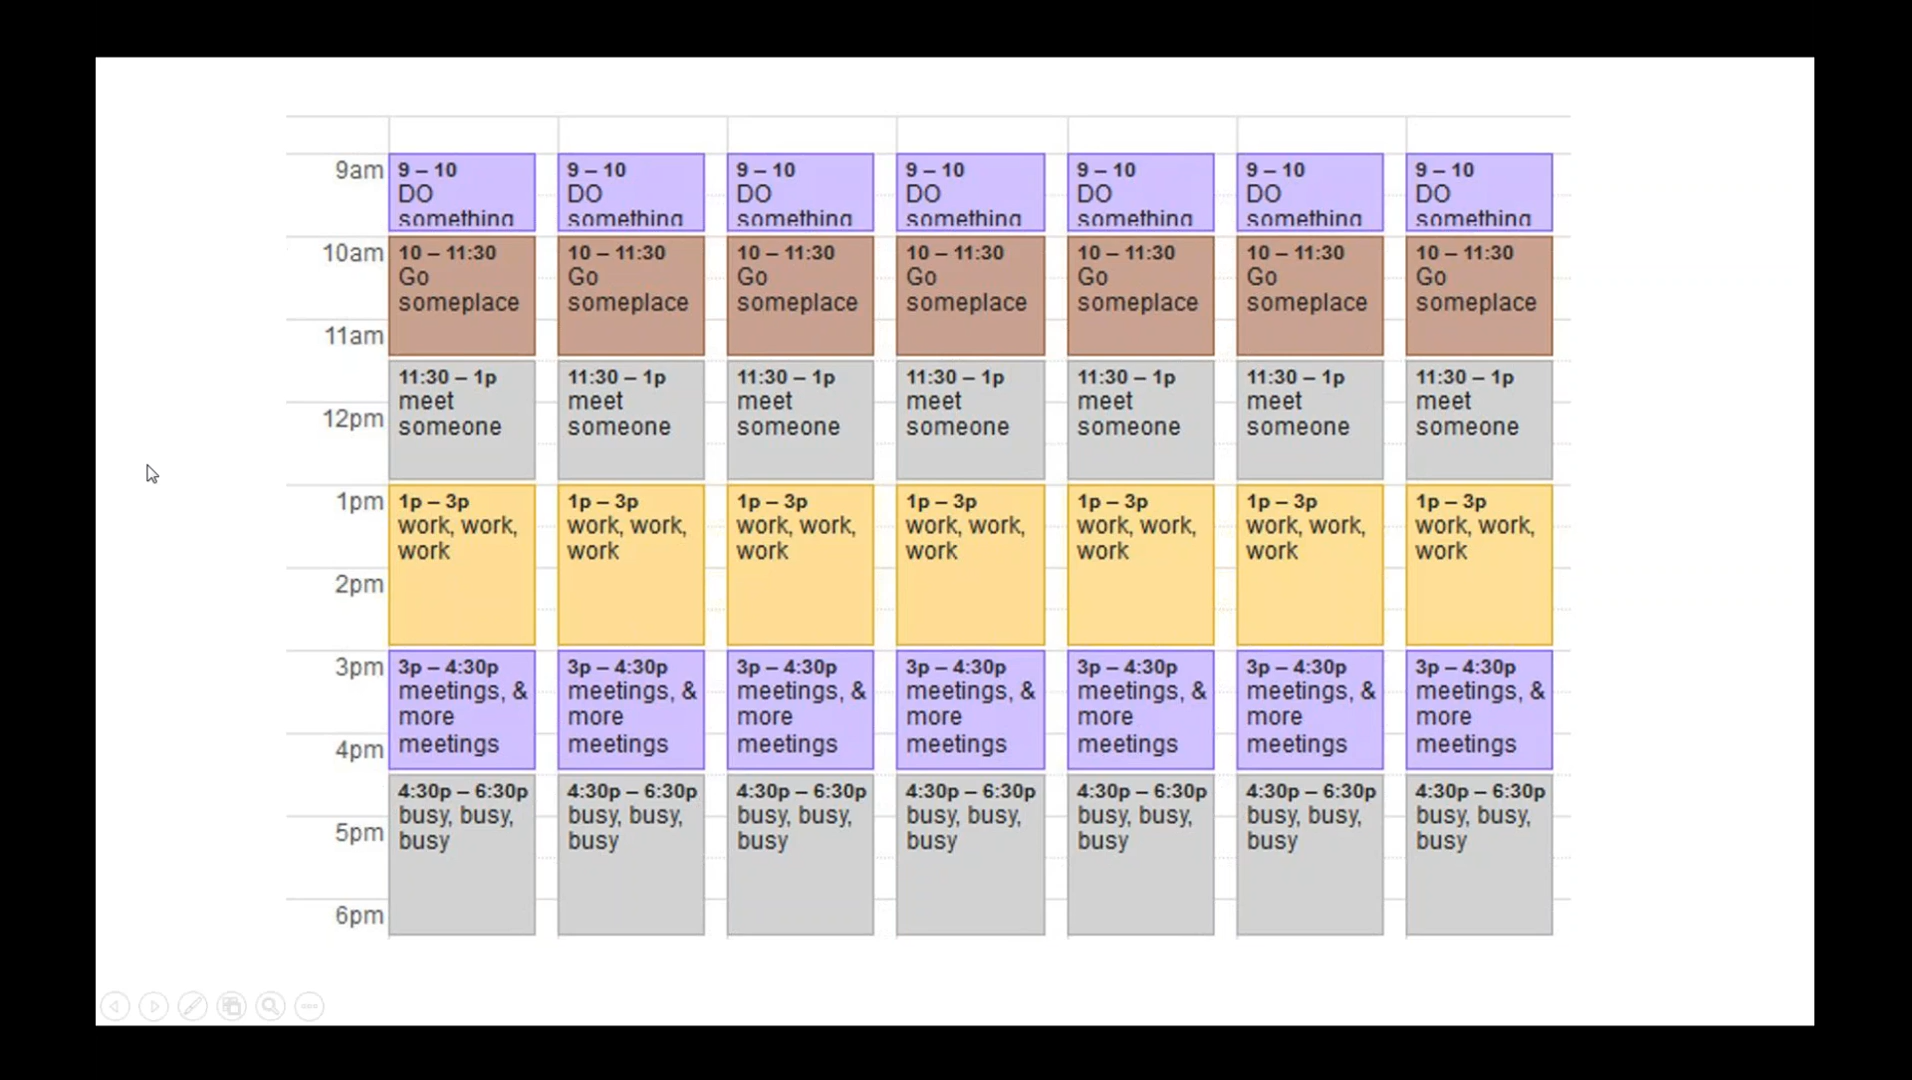 9am
9 – 10 9 – 10 9 – 10 9 – 10 9 – 10 9 – 10 9 – 10
DO DO DO DO DO DO DO
something something something something something something something
10am
10 – 11:30 10 – 11:30 10 – 11:30 10 – 11:30 10 – 11:30 10 – 11:30 10 – 11:30
Go Go Go Go Go Go Go
someplace someplace someplace someplace someplace someplace someplace
11am
11:30 – 1p 11:30 – 1p 11:30 – 1p 11:30 – 1p 11:30 – 1p 11:30 – 1p 11:30 – 1p
meet meet meet meet meet meet meet
12pm
someone someone someone someone someone someone someone
1pm
1p – 3p 1p – 3p 1p – 3p 1p – 3p 1p – 3p 1p – 3p 1p – 3p
work, work, work, work, work, work, work, work, work, work, work, work, work, work,
work work work work work work work
2pm
3pm
3p – 4:30p 3p – 4:30p 3p – 4:30p 3p – 4:30p 3p – 4:30p 3p – 4:30p 3p – 4:30p
meetings, & meetings, & meetings, & meetings, & meetings, & meetings, & meetings, &
more more more more more more more
meetings meetings meetings meetings meetings meetings meetings
4pm
4:30p – 6:30p 4:30p – 6:30p 4:30p – 6:30p 4:30p – 6:30p 4:30p – 6:30p 4:30p – 6:30p 4:30p – 6:30p
busy, busy, busy, busy, busy, busy, busy, busy, busy, busy, busy, busy, busy, busy,
5pm
busy busy busy busy busy busy busy
6pm